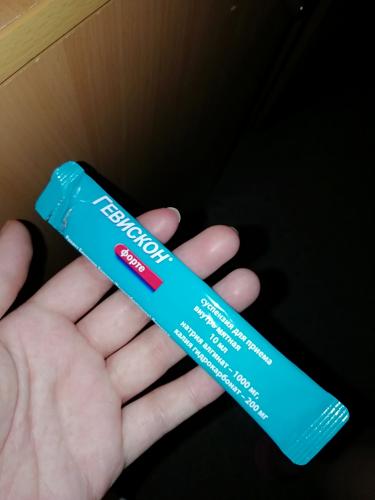 ГЕВИСКОН®
форте
суспензия для приема
внутрь мятная
10 мл
натрия алгинат – 1000 мг,
калия гидрокарбонат – 200 мг